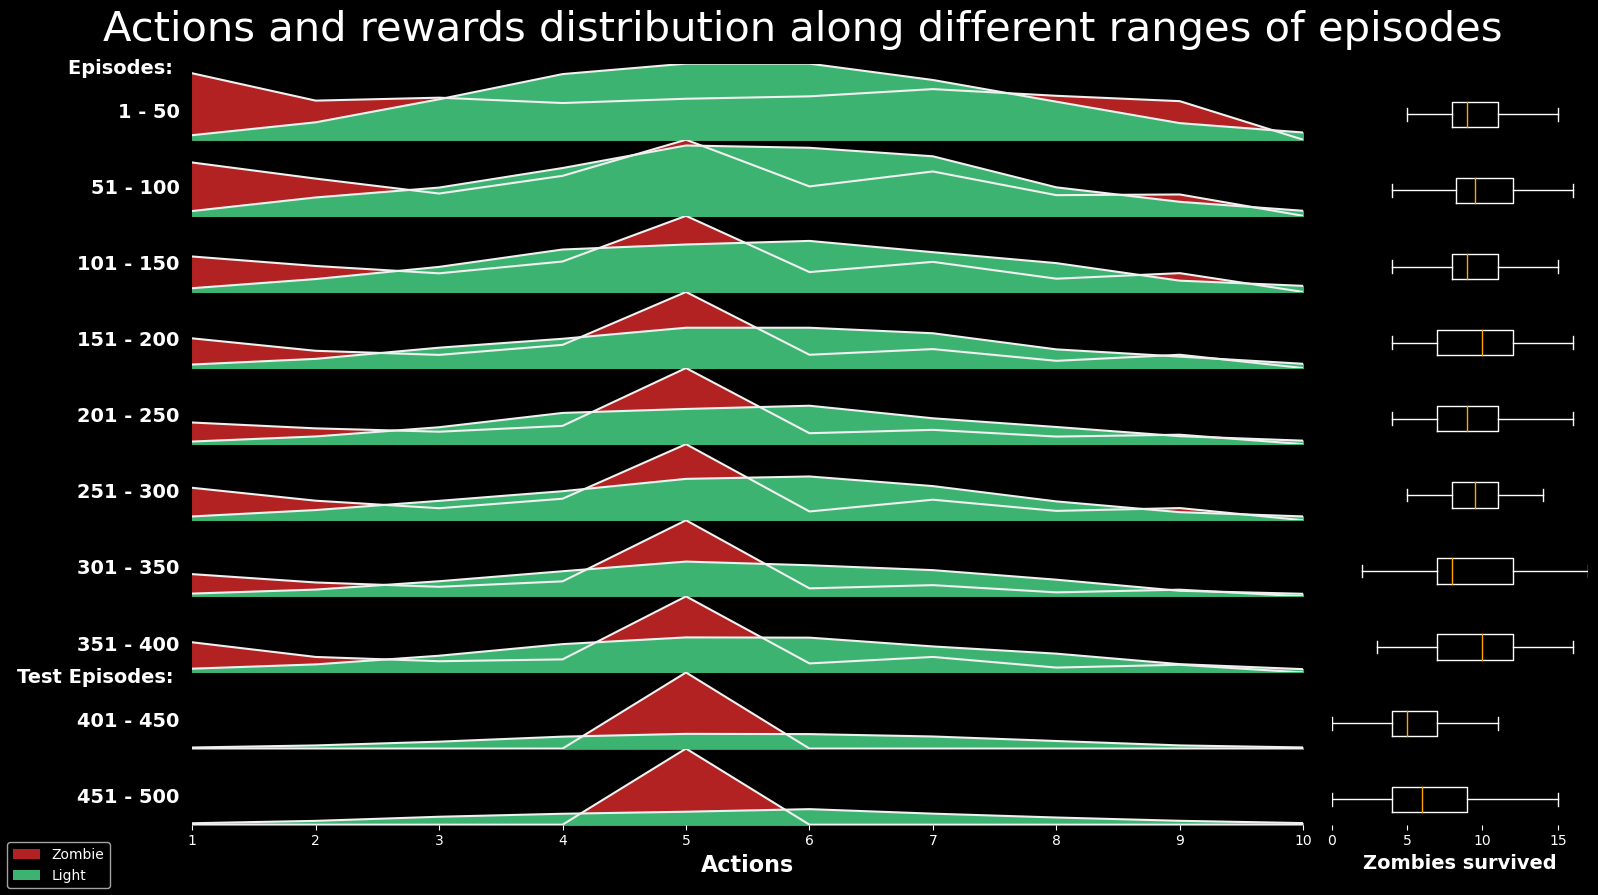 Actions and rewards distribution along different ranges of episodes
Episodes:
1 - 50
51 - 100
101 - 150
151 - 200
201 - 250
251 - 300
301 - 350
351 - 400
Test Episodes:
401 - 450
451 - 500
1 2 3 4 5 6 7 8 9 10
0 5 10 15
Actions
Zombies survived
Zombie
Light